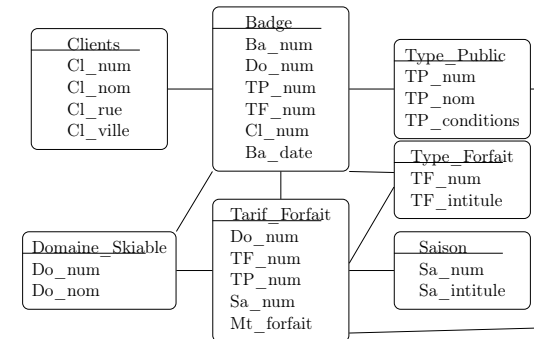 Clients
Cl_num
Cl_nom
Cl_rue
Cl_ville
Badge
Ba_num
Do_num
TP_num
TF_num
Cl_num
Ba_date
Type_Public
TP_num
TP_nom
TP_conditions
Type_Forfait
TF_num
TF_intitule
Domaine_Skiable
Do_num
Do_nom
Tarif_Forfait
Do_num
TF_num
TP_num
Sa_num
Mt_forfait
Saison
Sa_num
Sa_intitule